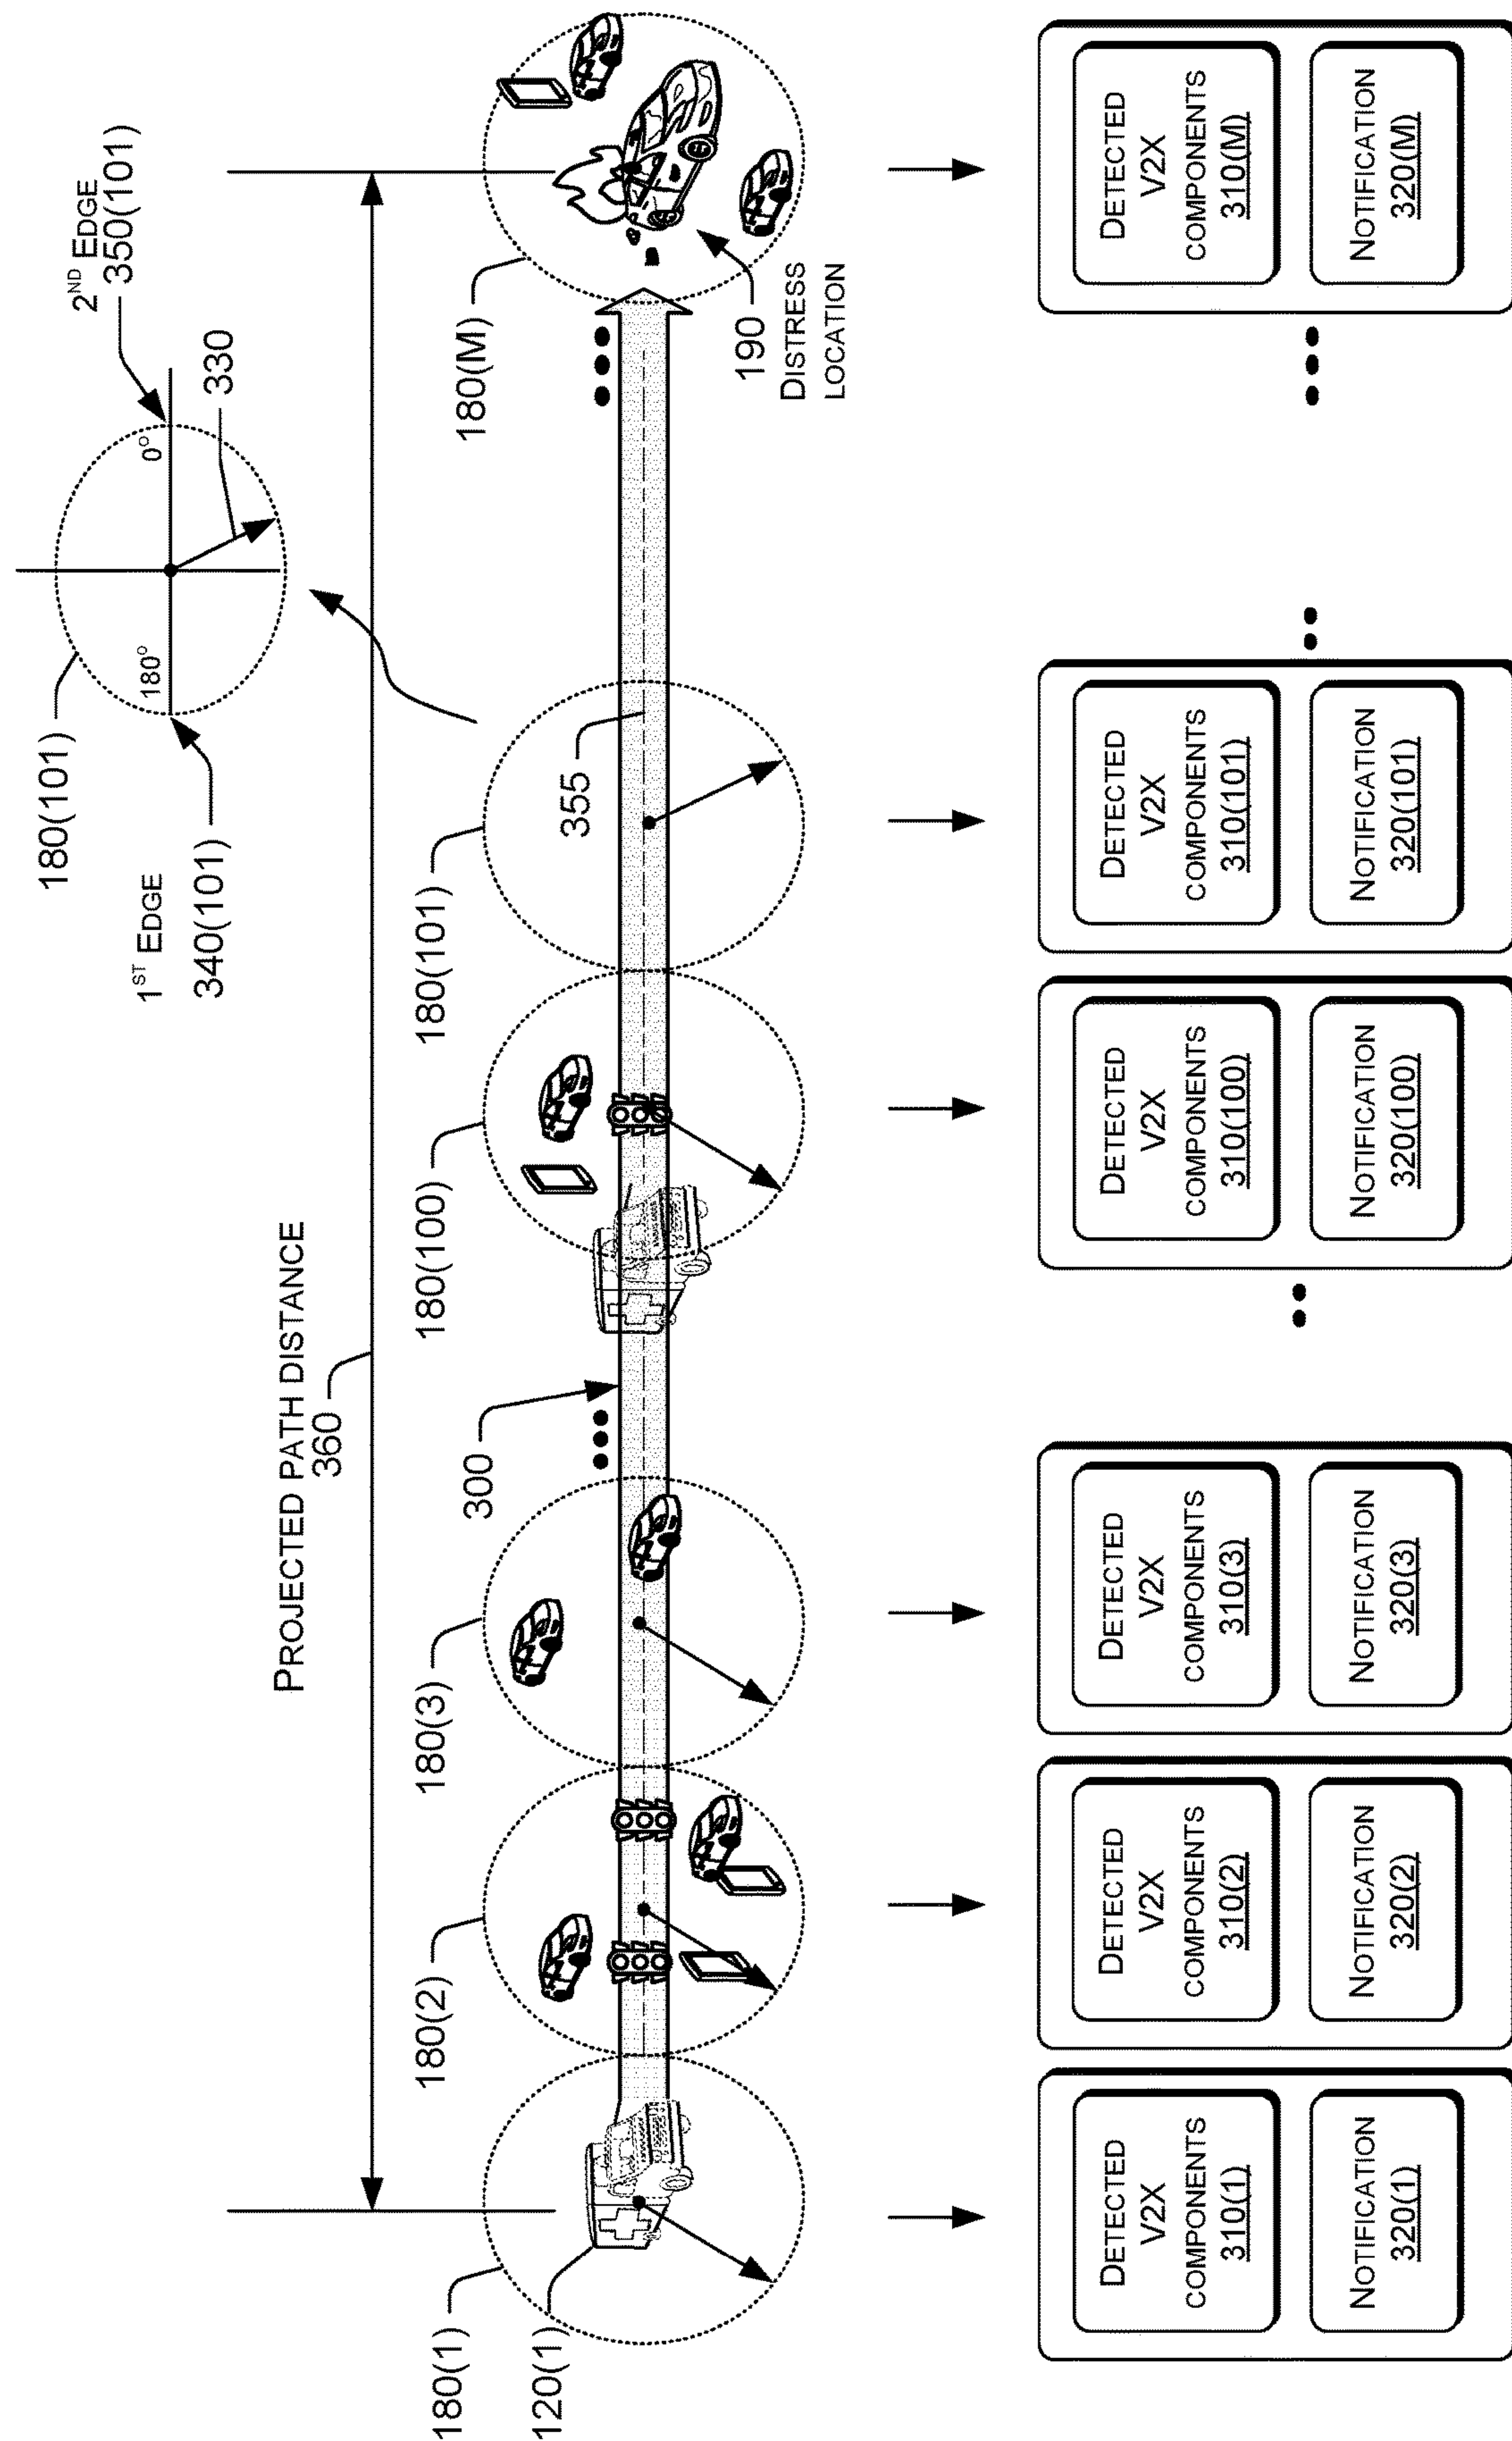 180(101)
1ST EDGE
340(101)
180°
0°
2ND EDGE
350(101)
330
PROJECTED PATH DISTANCE
360
180(1)
120(1)
180(2)
180(3)
300
180(100)
180(101)
355
180(M)
190
DISTRESS
LOCATION
DETECTED
V2X
COMPONENTS
310(1)
NOTIFICATION
320(1)
DETECTED
V2X
COMPONENTS
310(2)
NOTIFICATION
320(2)
DETECTED
V2X
COMPONENTS
310(3)
NOTIFICATION
320(3)
DETECTED
V2X
COMPONENTS
310(100)
NOTIFICATION
320(100)
DETECTED
V2X
COMPONENTS
310(101)
NOTIFICATION
320(101)
DETECTED
V2X
COMPONENTS
310(M)
NOTIFICATION
320(M)